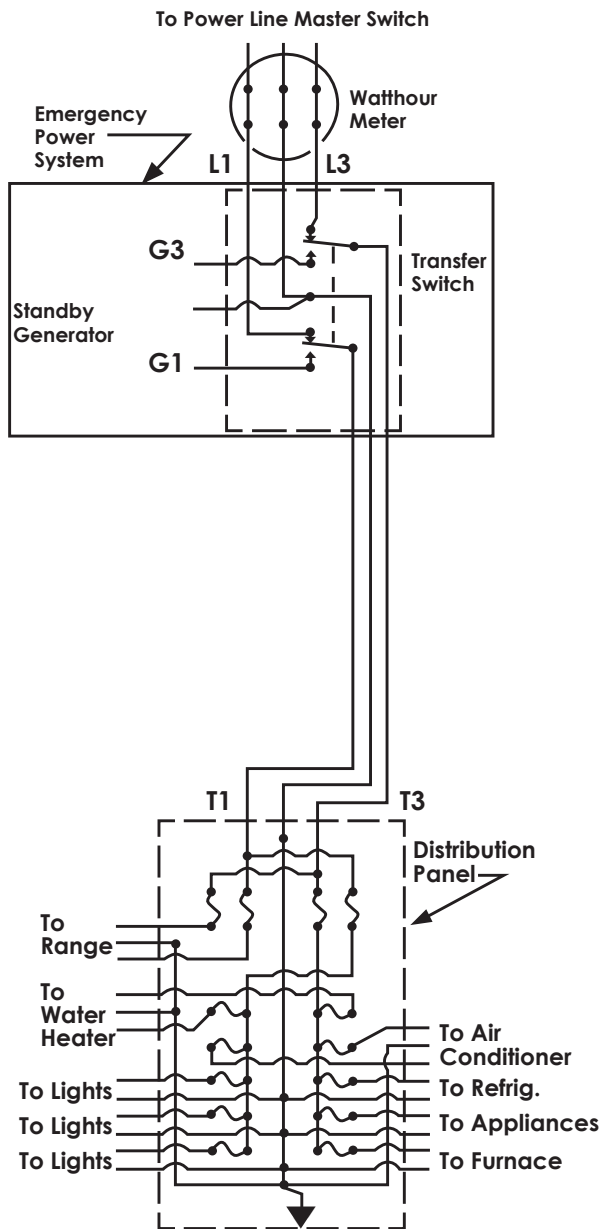 To Power Line Master Switch
Watthour
Meter
Emergency
Power
System
L1
L3
G3
Transfer
Switch
Standby
Generator
G1
T1
T3
Distribution
Panel
To
Range
To
Water
Heater
To Air
Conditioner
To Lights
To Refrig.
To Lights
To Appliances
To Lights
To Furnace